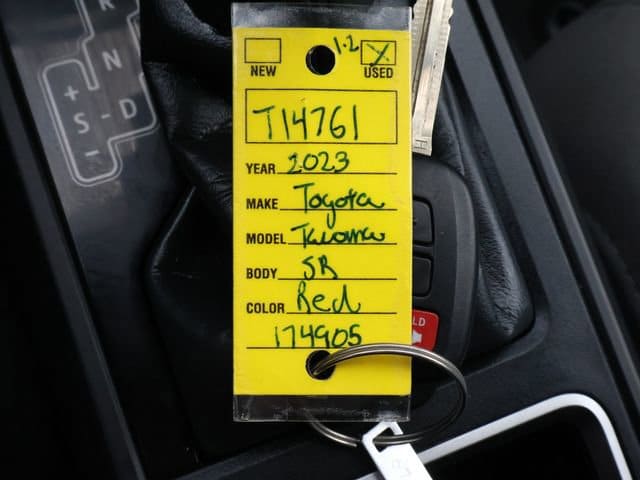 1.2 X
NEW USED
T14761
YEAR 2023
MAKE Toyota
MODEL Tacoma
BODY SR
COLOR Red
174905
R
N
+
S - D
−